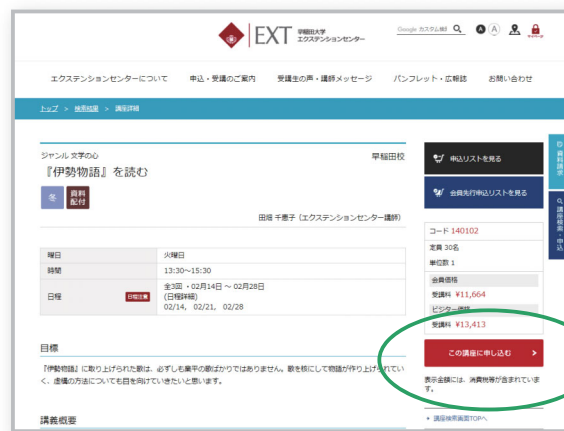 EXT 早稲田大学
エクステンションセンター
Google カスタム検索
A A
マイページ
エクステンションセンターについて 申込・受講のご案内 受講生の声・講師メッセージ パンフレット・広報誌 お問い合わせ
トップ > 検索結果 > 講座詳細
ジャンル 文学の心 早稲田校
『伊勢物語』を読む
冬 資料配付
田畑 千恵子（エクステンションセンター講師）
曜日 火曜日
時間 13:30～15:30
日程 日程注意 全3回 ・02月14日 ～ 02月28日
(日程詳細)
02/14, 02/21, 02/28
目標
『伊勢物語』に取り上げられた歌は、必ずしも業平の歌ばかりではありません。歌を核にして物語が作り上げられてい
く、虚構の方法についても目を向けていきたいと思います。
講義概要
申込リストを見る
会員先行申込リストを見る
コード 140102
定員 30名
単位数 1
会員価格
受講料 ¥11,664
ビジター価格
受講料 ¥13,413
この講座に申し込む
表示金額には、消費税等が含まれていま
す。
講座検索画面TOPへ
資料請求
講座検索・申込